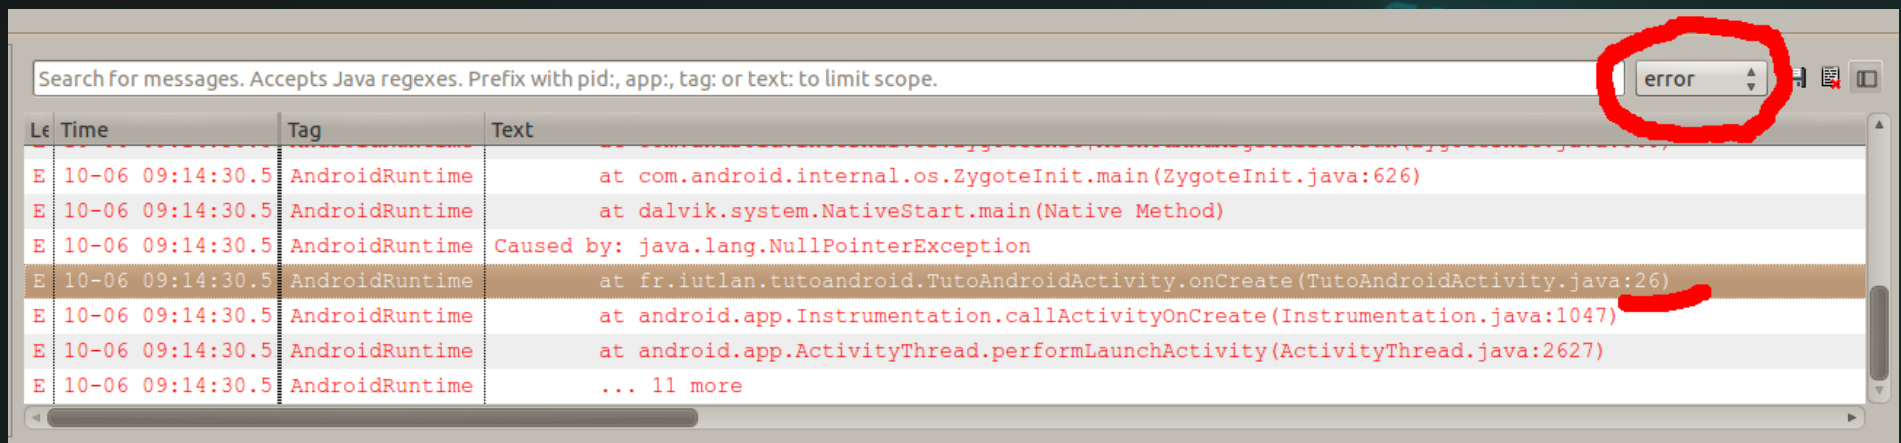 Search for messages. Accepts Java regexes. Prefix with pid:, app:, tag: or text: to limit scope. error
Le Time Tag Text
E 10-06 09:14:30.5 AndroidRuntime at com.android.internal.os.ZygoteInit.main(ZygoteInit.java:626)
E 10-06 09:14:30.5 AndroidRuntime at dalvik.system.NativeStart.main(Native Method)
E 10-06 09:14:30.5 AndroidRuntime Caused by: java.lang.NullPointerException
E 10-06 09:14:30.5 AndroidRuntime at fr.iutlan.tutoandroid.TutoAndroidActivity.onCreate(TutoAndroidActivity.java:26)
E 10-06 09:14:30.5 AndroidRuntime at android.app.Instrumentation.callActivityOnCreate(Instrumentation.java:1047)
E 10-06 09:14:30.5 AndroidRuntime at android.app.ActivityThread.performLaunchActivity(ActivityThread.java:2627)
E 10-06 09:14:30.5 AndroidRuntime ... 11 more